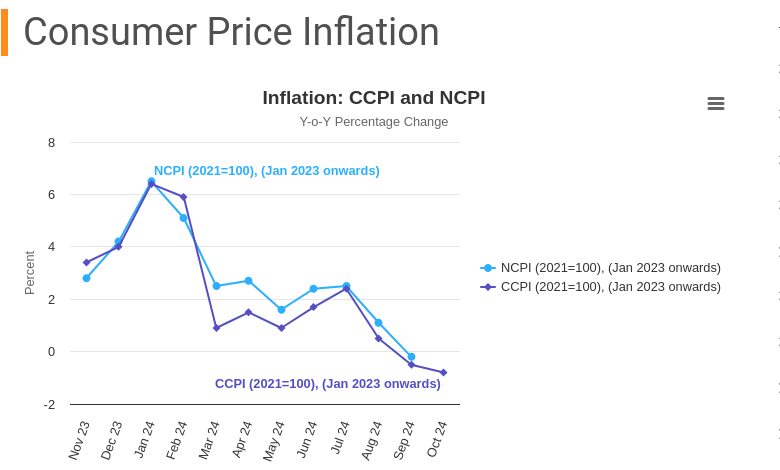 Consumer Price Inflation
Inflation: CCPI and NCPI
Y-o-Y Percentage Change
Percent
8
6
4
2
0
-2
NCPI (2021=100), (Jan 2023 onwards)
CCPI (2021=100), (Jan 2023 onwards)
Nov 23
Dec 23
Jan 24
Feb 24
Mar 24
Apr 24
May 24
Jun 24
Jul 24
Aug 24
Sep 24
Oct 24
NCPI (2021=100), (Jan 2023 onwards)
CCPI (2021=100), (Jan 2023 onwards)